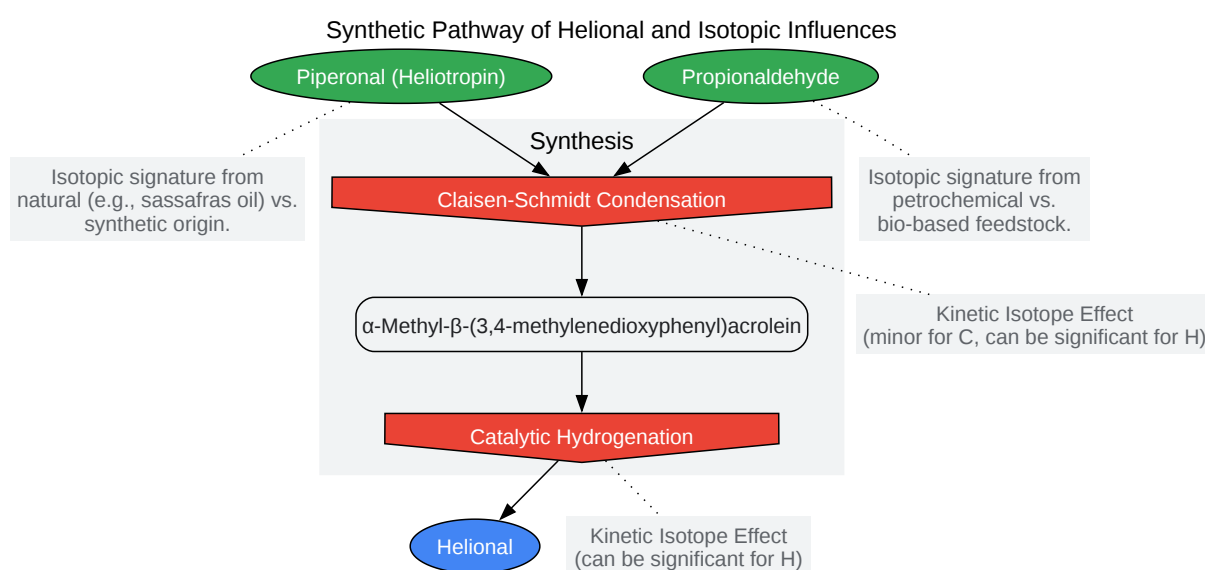 Synthetic Pathway of Helional and Isotopic Influences
Piperonal (Heliotropin)
Propionaldehyde
Synthesis
Isotopic signature from
natural (e.g., sassafras oil) vs.
synthetic origin.
Claisen-Schmidt Condensation
Isotopic signature from
petrochemical vs.
bio-based feedstock.
α-Methyl-β-(3,4-methylenedioxyphenyl)acrolein
Kinetic Isotope Effect
(minor for C, can be significant for H)
Catalytic Hydrogenation
Helional
Kinetic Isotope Effect
(can be significant for H)